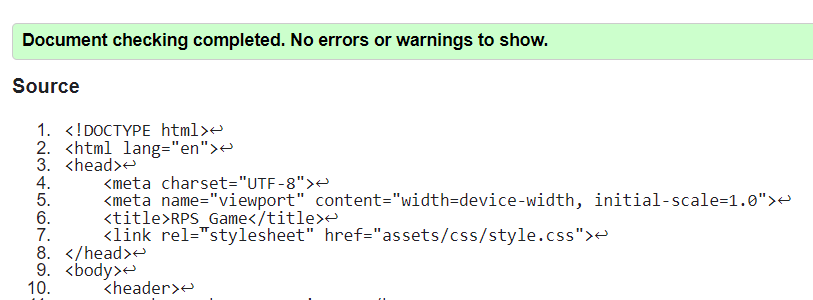 Document checking completed. No errors or warnings to show.
Source
1. <!DOCTYPE html>↩
2. <html lang="en">↩
3. <head>↩
4. <meta charset="UTF-8">↩
5. <meta name="viewport" content="width=device-width, initial-scale=1.0">↩
6. <title>RPS Game</title>↩
7. <link rel="stylesheet" href="assets/css/style.css">↩
8. </head>↩
9. <body>↩
10. <header>↩